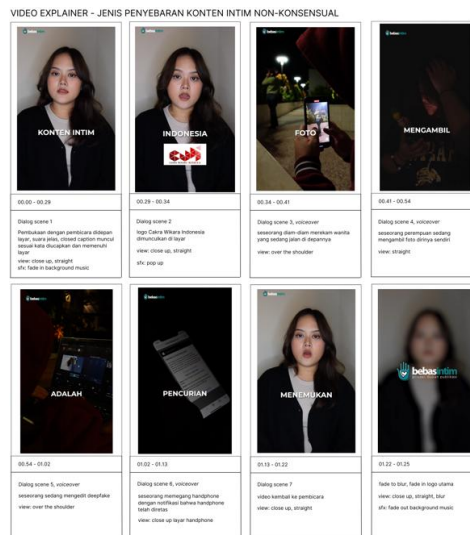 VIDEO EXPLAINER - JENIS PENYEBARAN KONTEN INTIM NON-KONSENSUAL
bebasintim
KONTEN INTIM
bebasintim
INDONESIA
bebasintim
FOTO
bebasintim
MENGAMBIL
00.00 - 00.29
00.29 - 00.34
00.34 - 00.41
00.41 - 00.54
Dialog scene 1
Pembukaan dengan pembicara didepan
layar, suara jelas, closed caption muncul
sesuai kata diucapkan dan memenuhi
layar
view: close up, straight
sfx: fade in background music
Dialog scene 2
logo Cakra Wikara Indonesia
dimunculkan di layar
view: close up, straight
sfx: pop up
Dialog scene 3, voiceover
seseorang diam-diam merekam wanita
yang sedang jalan di depannya
view: over the shoulder
Dialog scene 4, voiceover
seseorang perempuan sedang
mengambil foto dirinya sendiri
view: straight
bebasintim
ADALAH
bebasintim
PENCURIAN
bebasintim
MENEMUKAN
bebasintim
00.54 - 01.02
01.02 - 01.13
01.13 - 01.22
01.22 - 01.25
Dialog scene 5, voiceover
seseorang sedang mengedit deepfake
view: over the shoulder
Dialog scene 6, voiceover
seseorang memegang handphone
dengan notifikasi bahwa handphone
telah diretas
view: close up layar handphone
Dialog scene 7
video kembali ke pembicara
view: close up, straight
fade to blur, fade in logo utama
view: close up, straight, blur
sfx: fade out background music